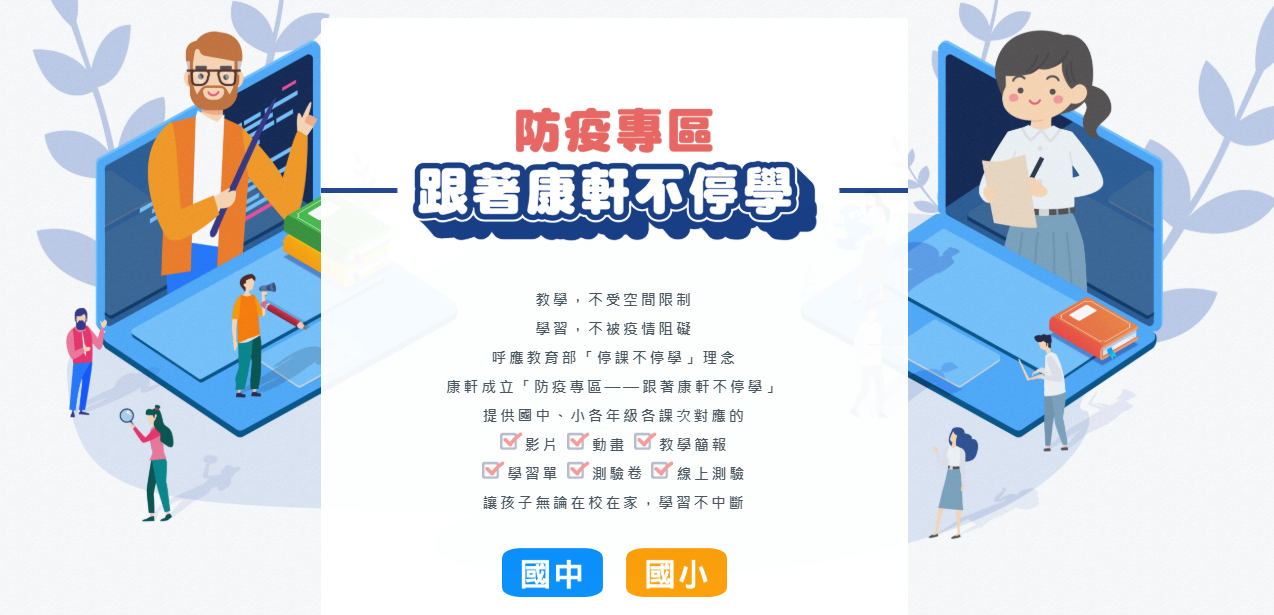 防疫專區
跟著康軒不停學
教學，不受空間限制
學習，不被疫情阻礙
呼應教育部「停課不停學」理念
康軒成立「防疫專區——跟著康軒不停學」
提供國中、小各年級各課次對應的
影片 動畫 教學簡報
學習單 測驗卷 線上測驗
讓孩子無論在校在家，學習不中斷
國中 國小